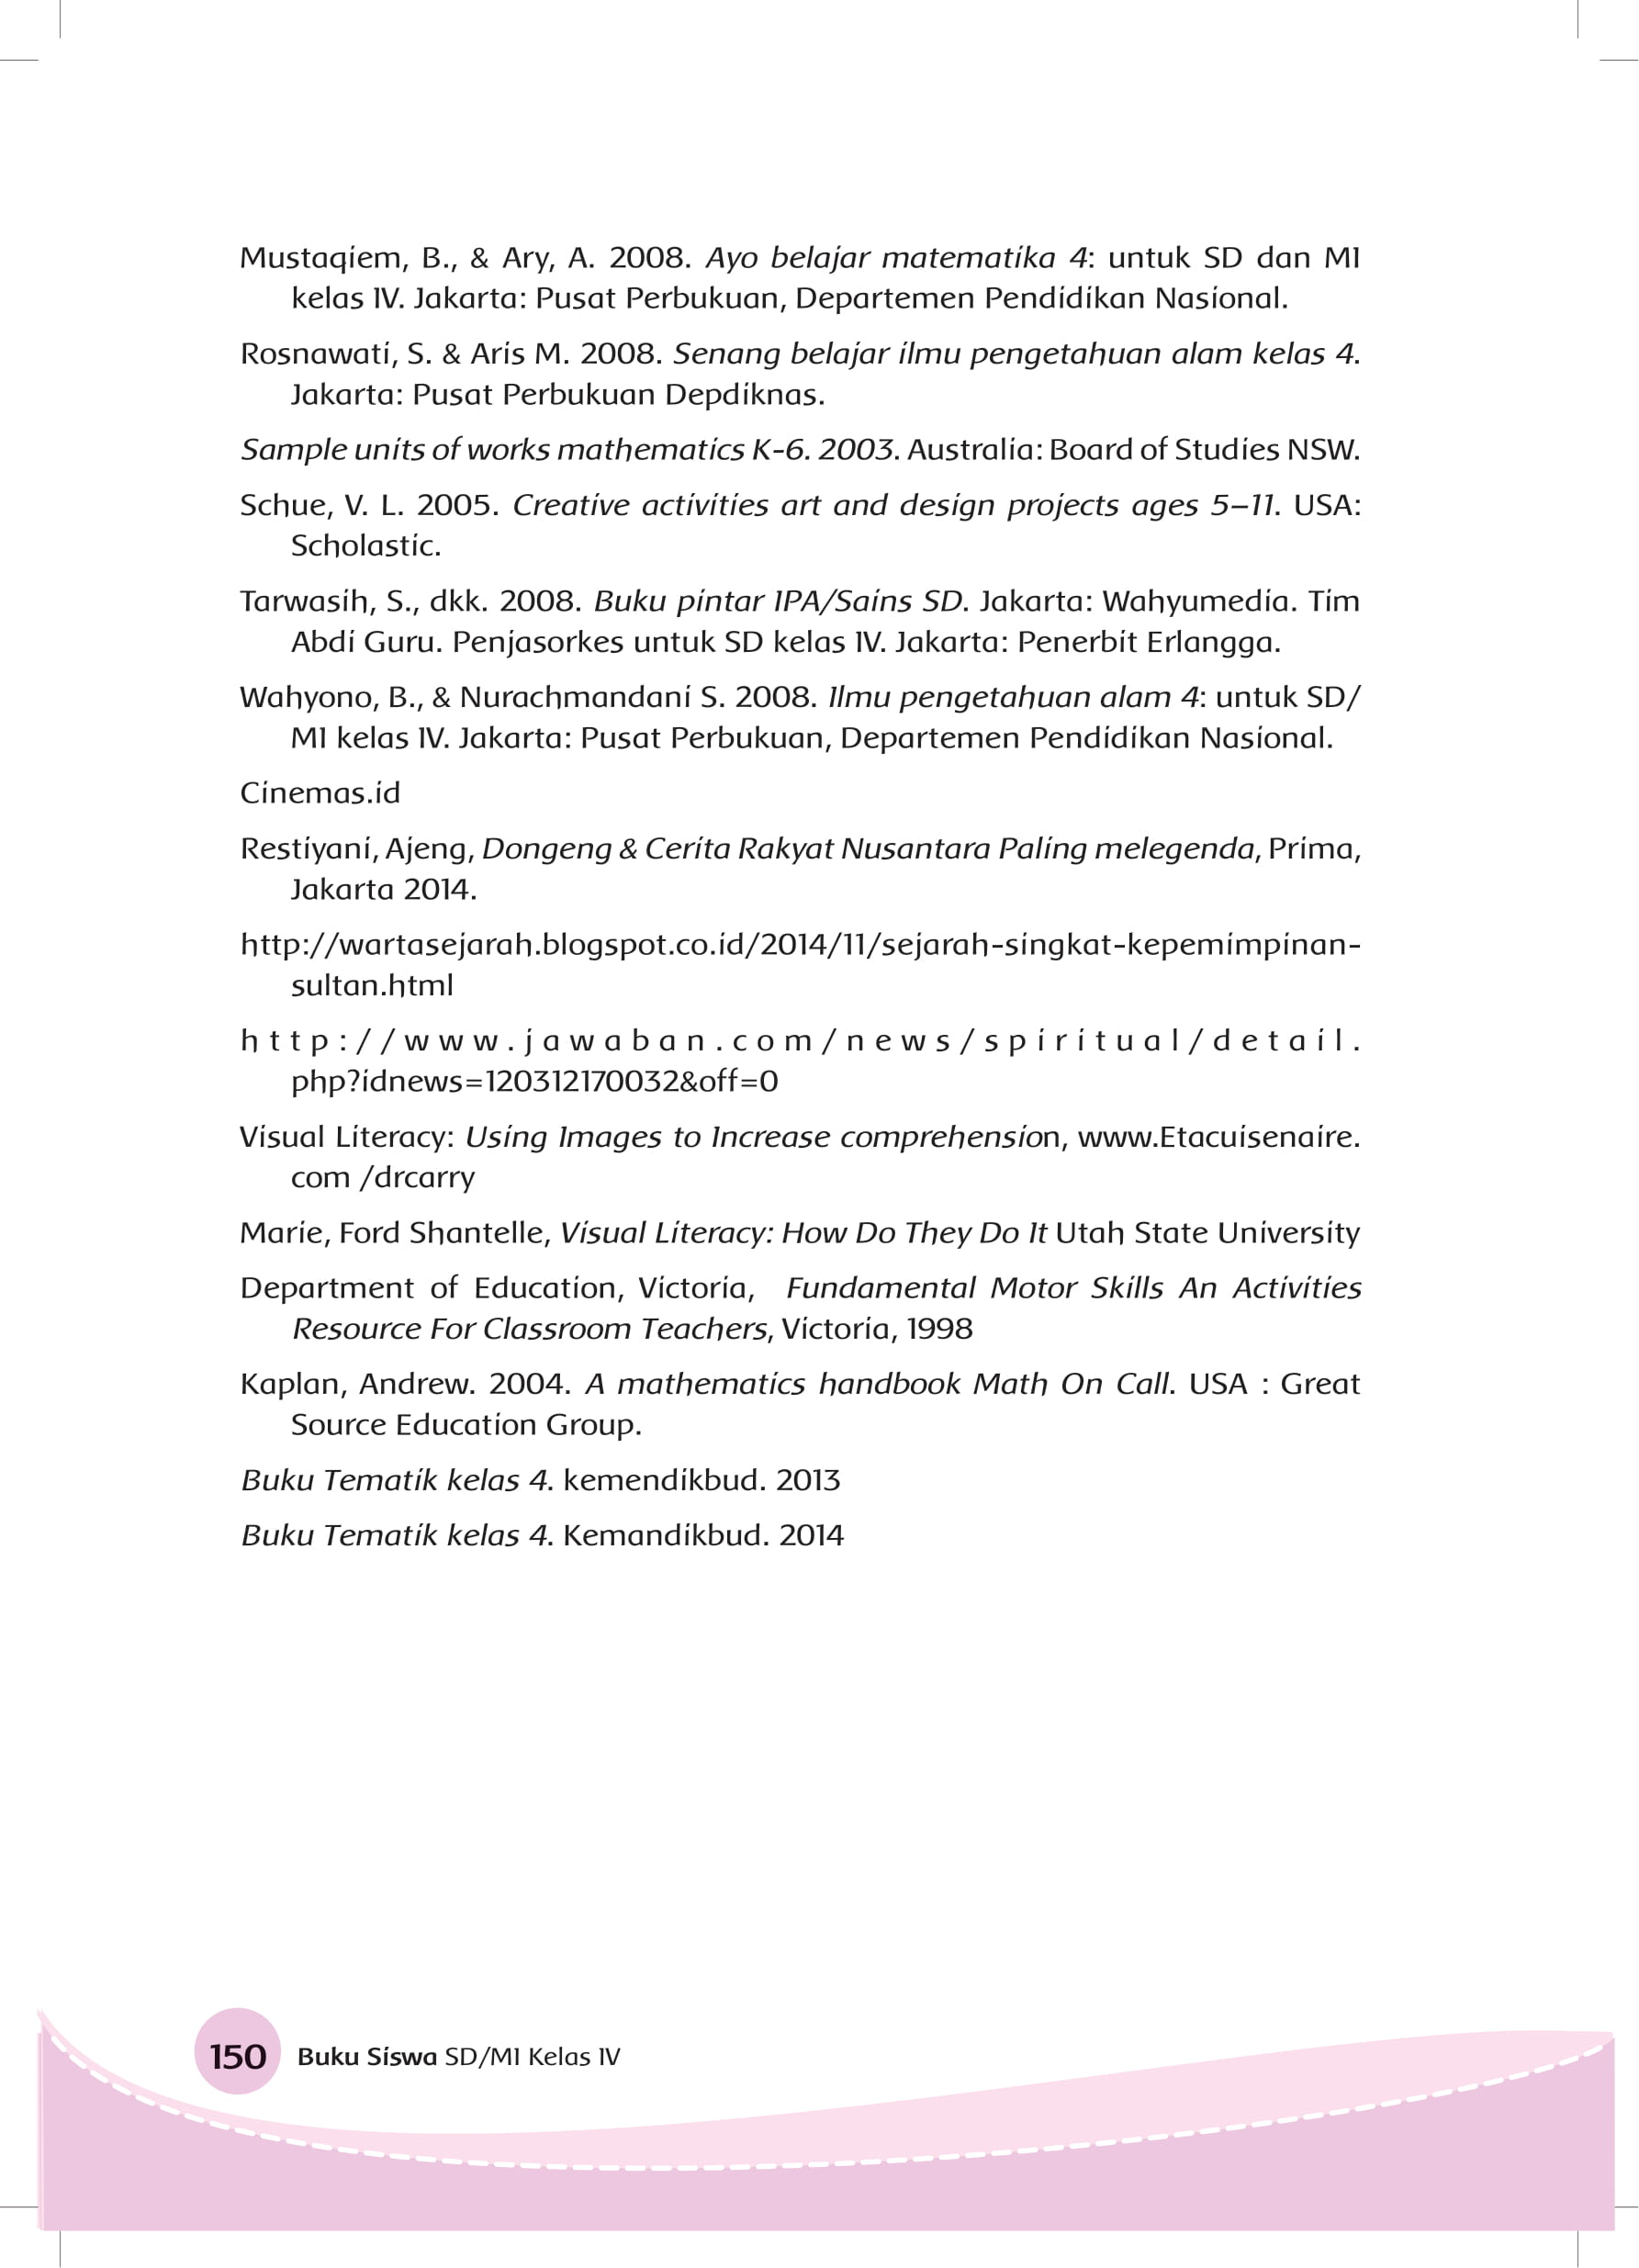 Mustaqiem, B., & Ary, A. 2008. Ayo belajar matematika 4: untuk SD dan MI
kelas IV. Jakarta: Pusat Perbukuan, Departemen Pendidikan Nasional.
Rosnawati, S. & Aris M. 2008. Senang belajar ilmu pengetahuan alam kelas 4.
Jakarta: Pusat Perbukuan Depdiknas.
Sample units of works mathematics K-6. 2003. Australia: Board of Studies NSW.
Schue, V. L. 2005. Creative activities art and design projects ages 5–11. USA:
Scholastic.
Tarwasih, S., dkk. 2008. Buku pintar IPA/Sains SD. Jakarta: Wahyumedia. Tim
Abdi Guru. Penjasorkes untuk SD kelas IV. Jakarta: Penerbit Erlangga.
Wahyono, B., & Nurachmandani S. 2008. Ilmu pengetahuan alam 4: untuk SD/
MI kelas IV. Jakarta: Pusat Perbukuan, Departemen Pendidikan Nasional.
Cinemas.id
Restiyani, Ajeng, Dongeng & Cerita Rakyat Nusantara Paling melegenda, Prima,
Jakarta 2014.
http://wartasejarah.blogspot.co.id/2014/11/sejarah-singkat-kepemimpinan-
sultan.html
http://www.jawaban.com/news/spiritual/detail.
php?idnews=120312170032&off=0
Visual Literacy: Using Images to Increase comprehension, www.Etacuisenaire.
com /drcarry
Marie, Ford Shantelle, Visual Literacy: How Do They Do It Utah State University
Department of Education, Victoria, Fundamental Motor Skills An Activities
Resource For Classroom Teachers, Victoria, 1998
Kaplan, Andrew. 2004. A mathematics handbook Math On Call. USA : Great
Source Education Group.
Buku Tematik kelas 4. kemendikbud. 2013
Buku Tematik kelas 4. Kemandikbud. 2014
150 Buku Siswa SD/MI Kelas IV